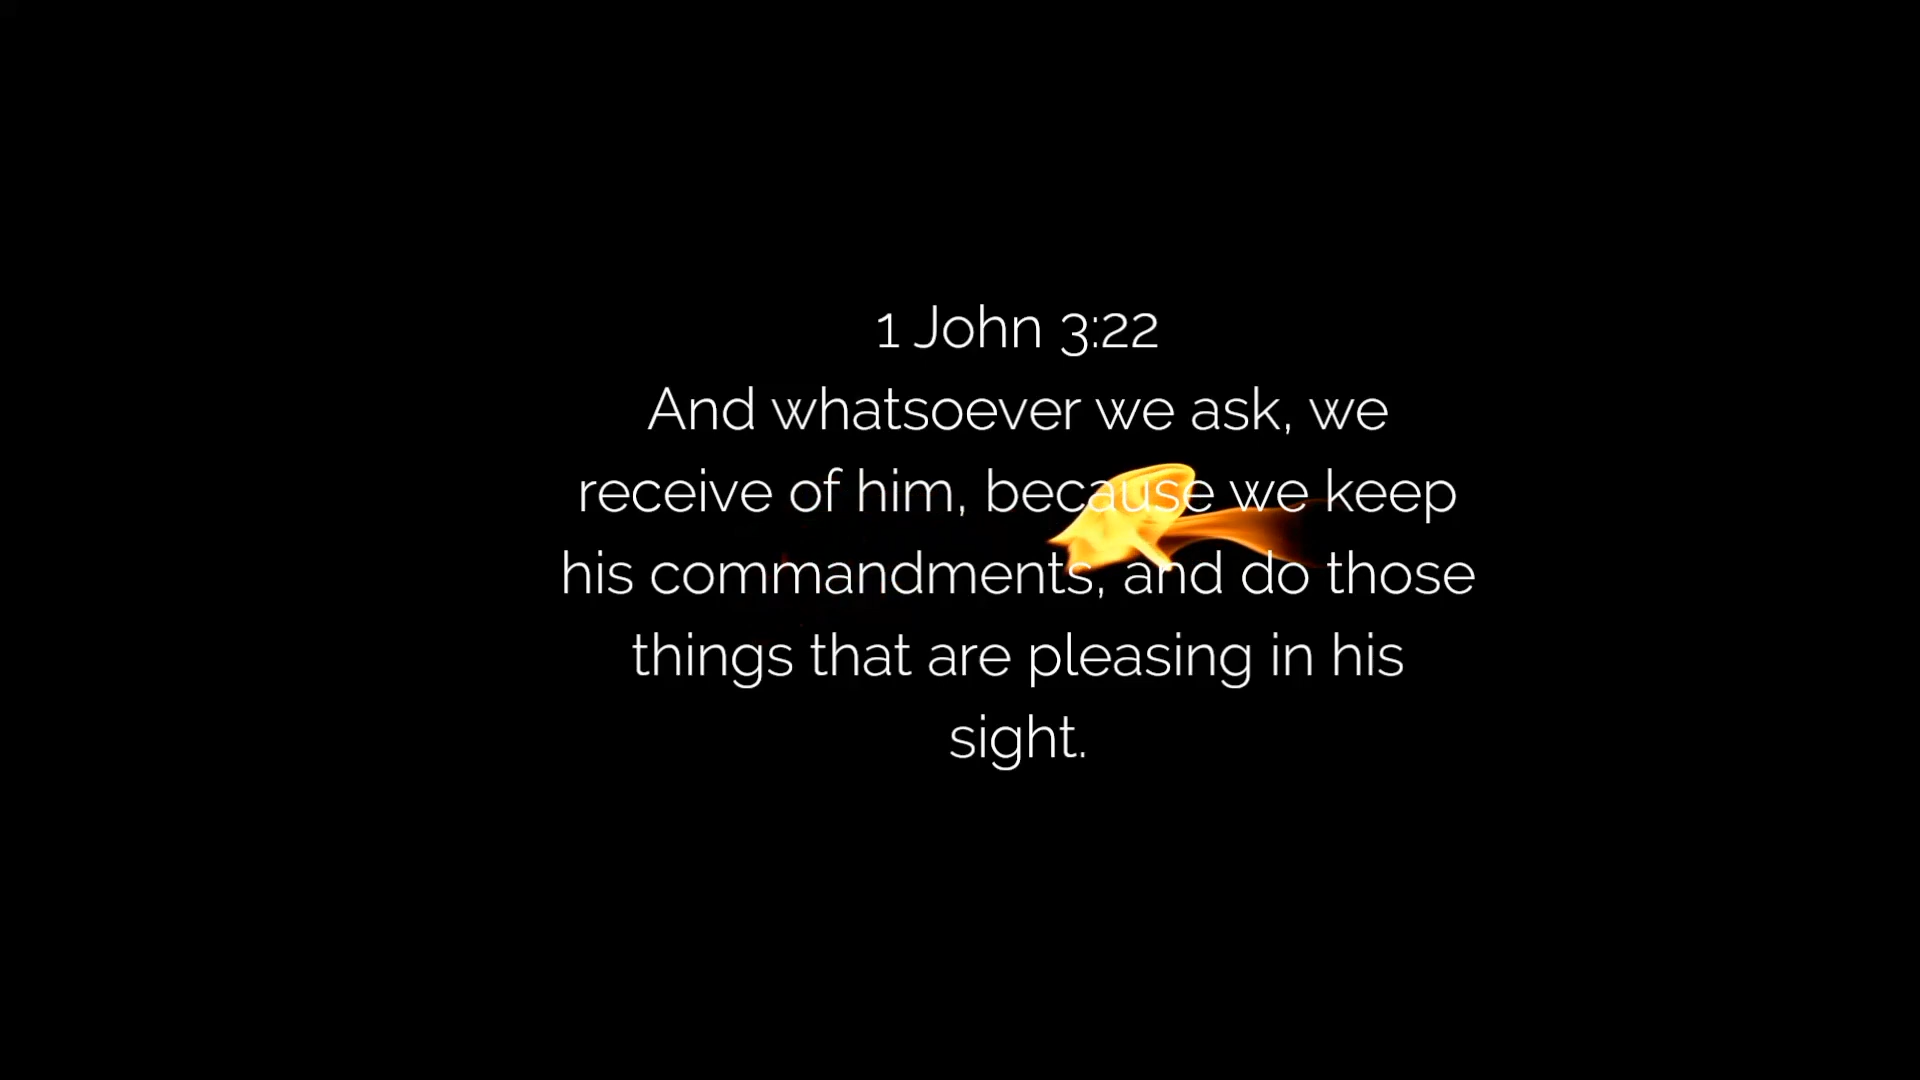 1 John 3:22
And whatsoever we ask, we
receive of him, because we keep
his commandments, and do those
things that are pleasing in his
sight.